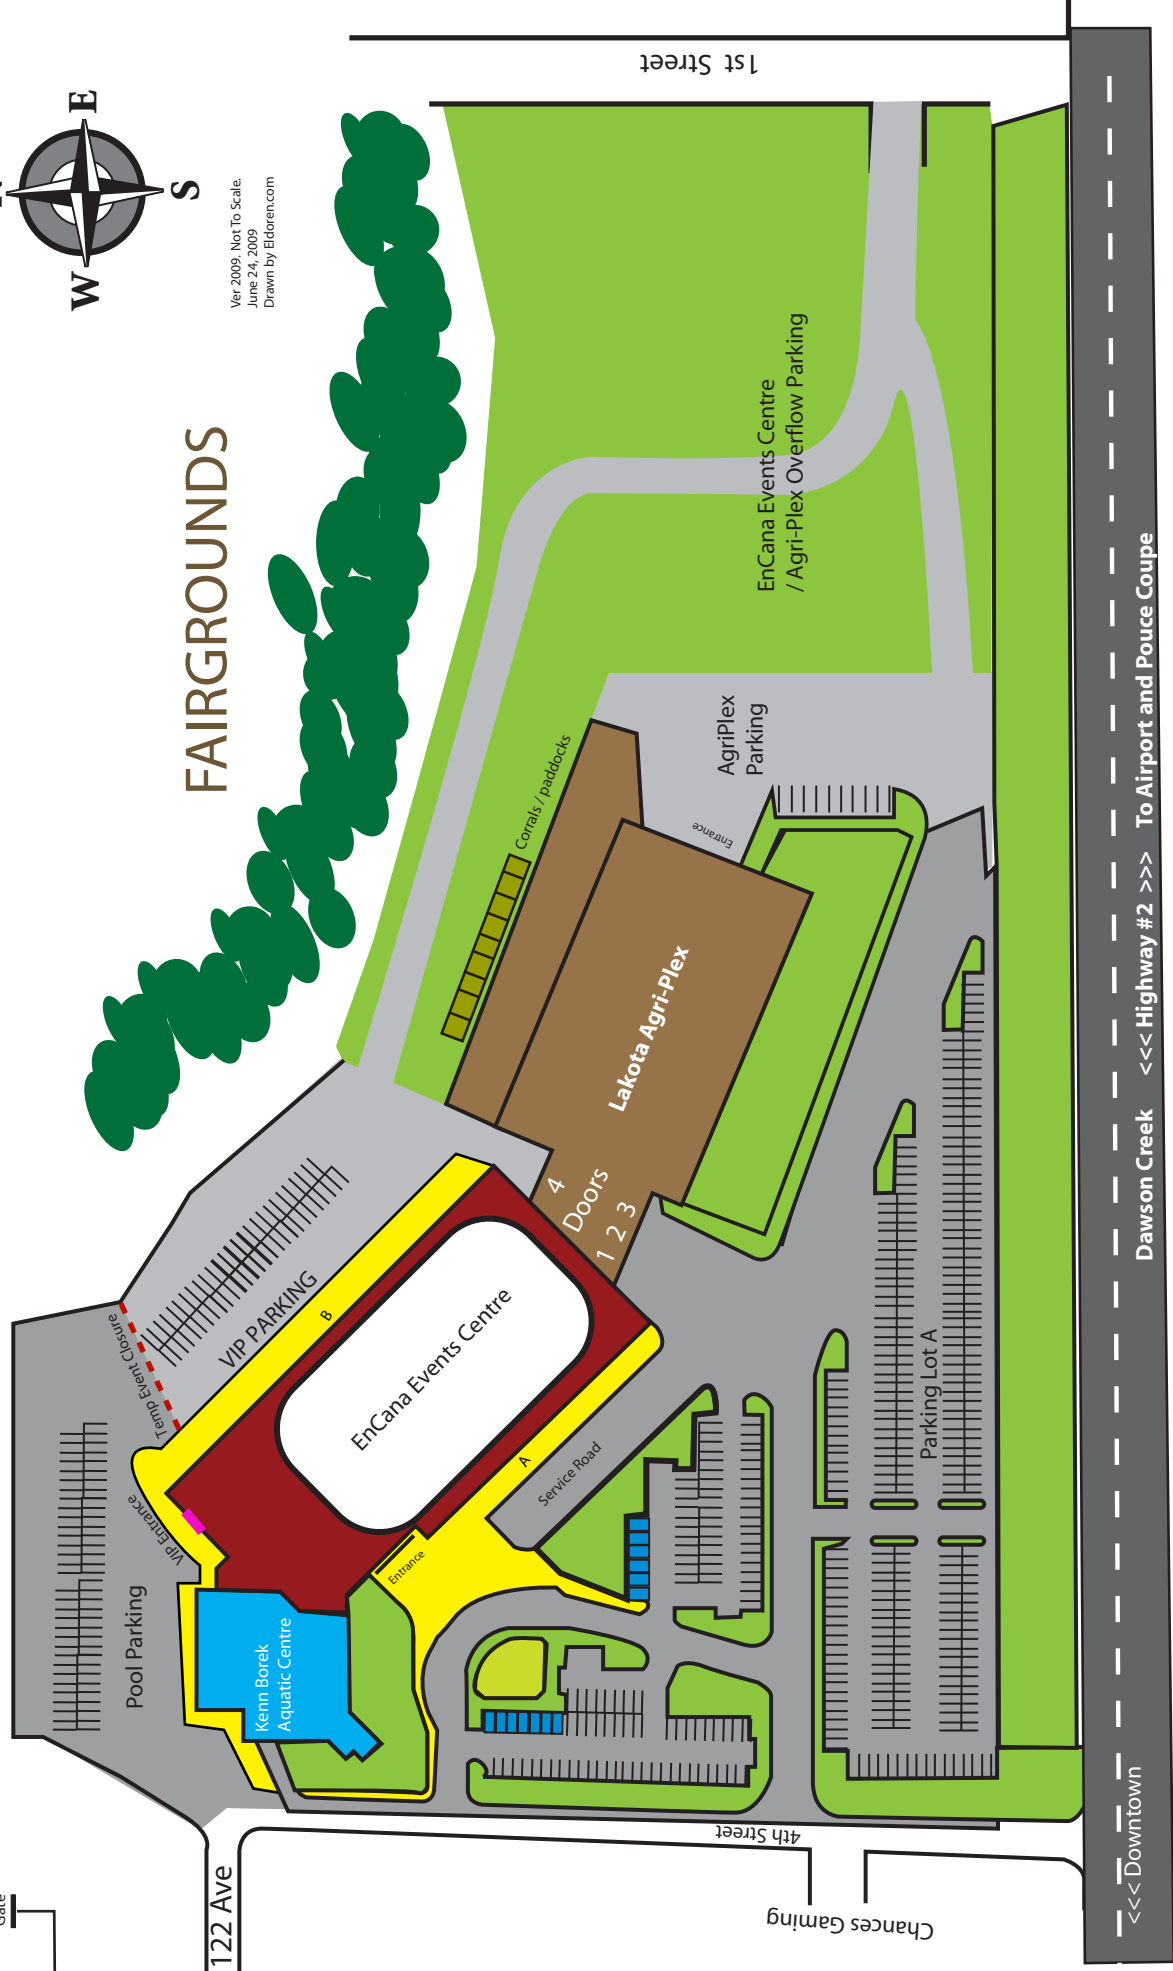 E
S
W
Ver 2009. Not To Scale.
June 24, 2009
Drawn by Eldoren.com
1st Street
FAIRGROUNDS
EnCana Events Centre
/ Agri-Plex Overflow Parking
AgriPlex
Parking
Corrals / paddocks
Entrance
Lakota Agri-Plex
4
Doors
1 2 3
VIP PARKING
Temp Event Closure
B
EnCana Events Centre
A
Service Road
VIP Entrance
Entrance
Pool Parking
Kenn Borek
Aquatic Centre
Parking Lot A
4th Street
122 Ave
Chances Gaming
Gate
Dawson Creek <<< Highway #2 >>> To Airport and Pouce Coupe
<<< Downtown